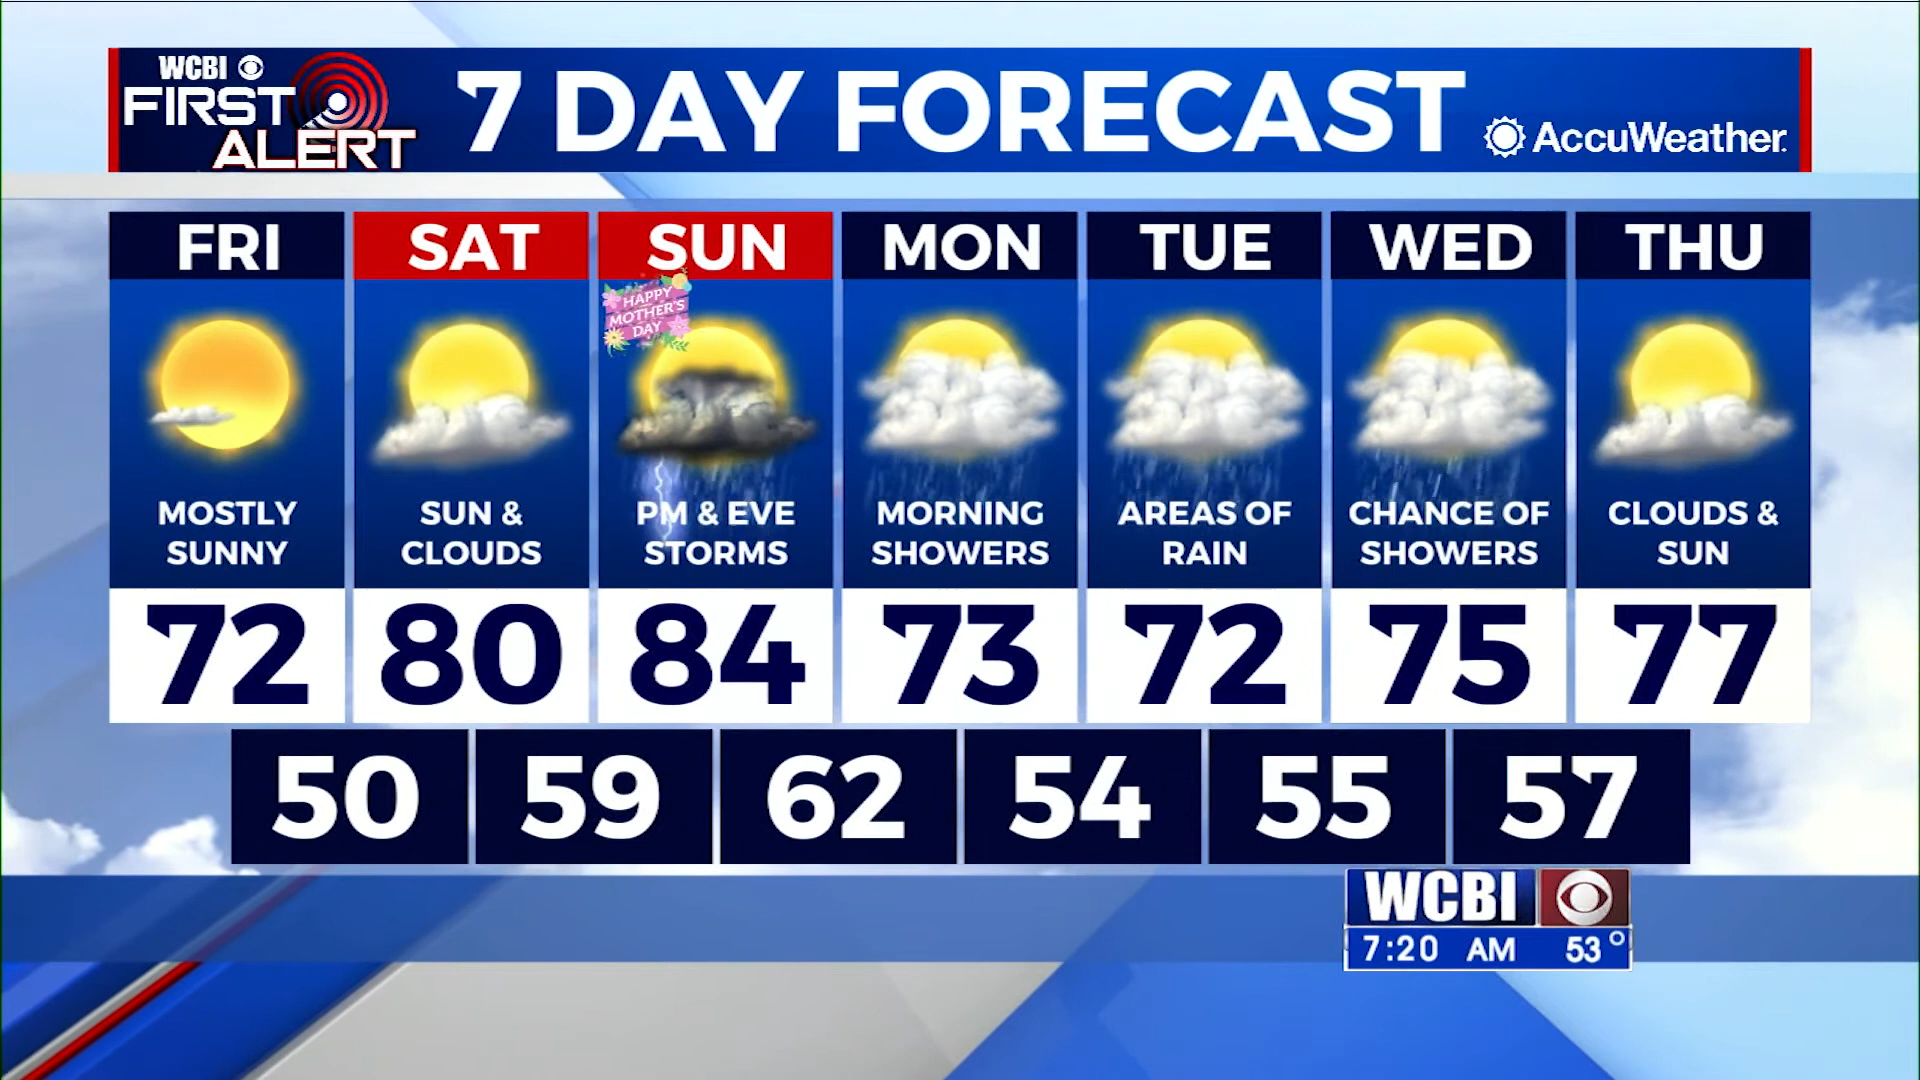 WCBI
FIRST
ALERT
7 DAY FORECAST
AccuWeather.
FRI
SAT
SUN
MON
TUE
WED
THU
HAPPY
MOTHER'S
DAY
MOSTLY
SUNNY
SUN &
CLOUDS
PM & EVE
STORMS
MORNING
SHOWERS
AREAS OF
RAIN
CHANCE OF
SHOWERS
CLOUDS &
SUN
72
80
84
73
72
75
77
50
59
62
54
55
57
WCBI
7:20 AM 53°